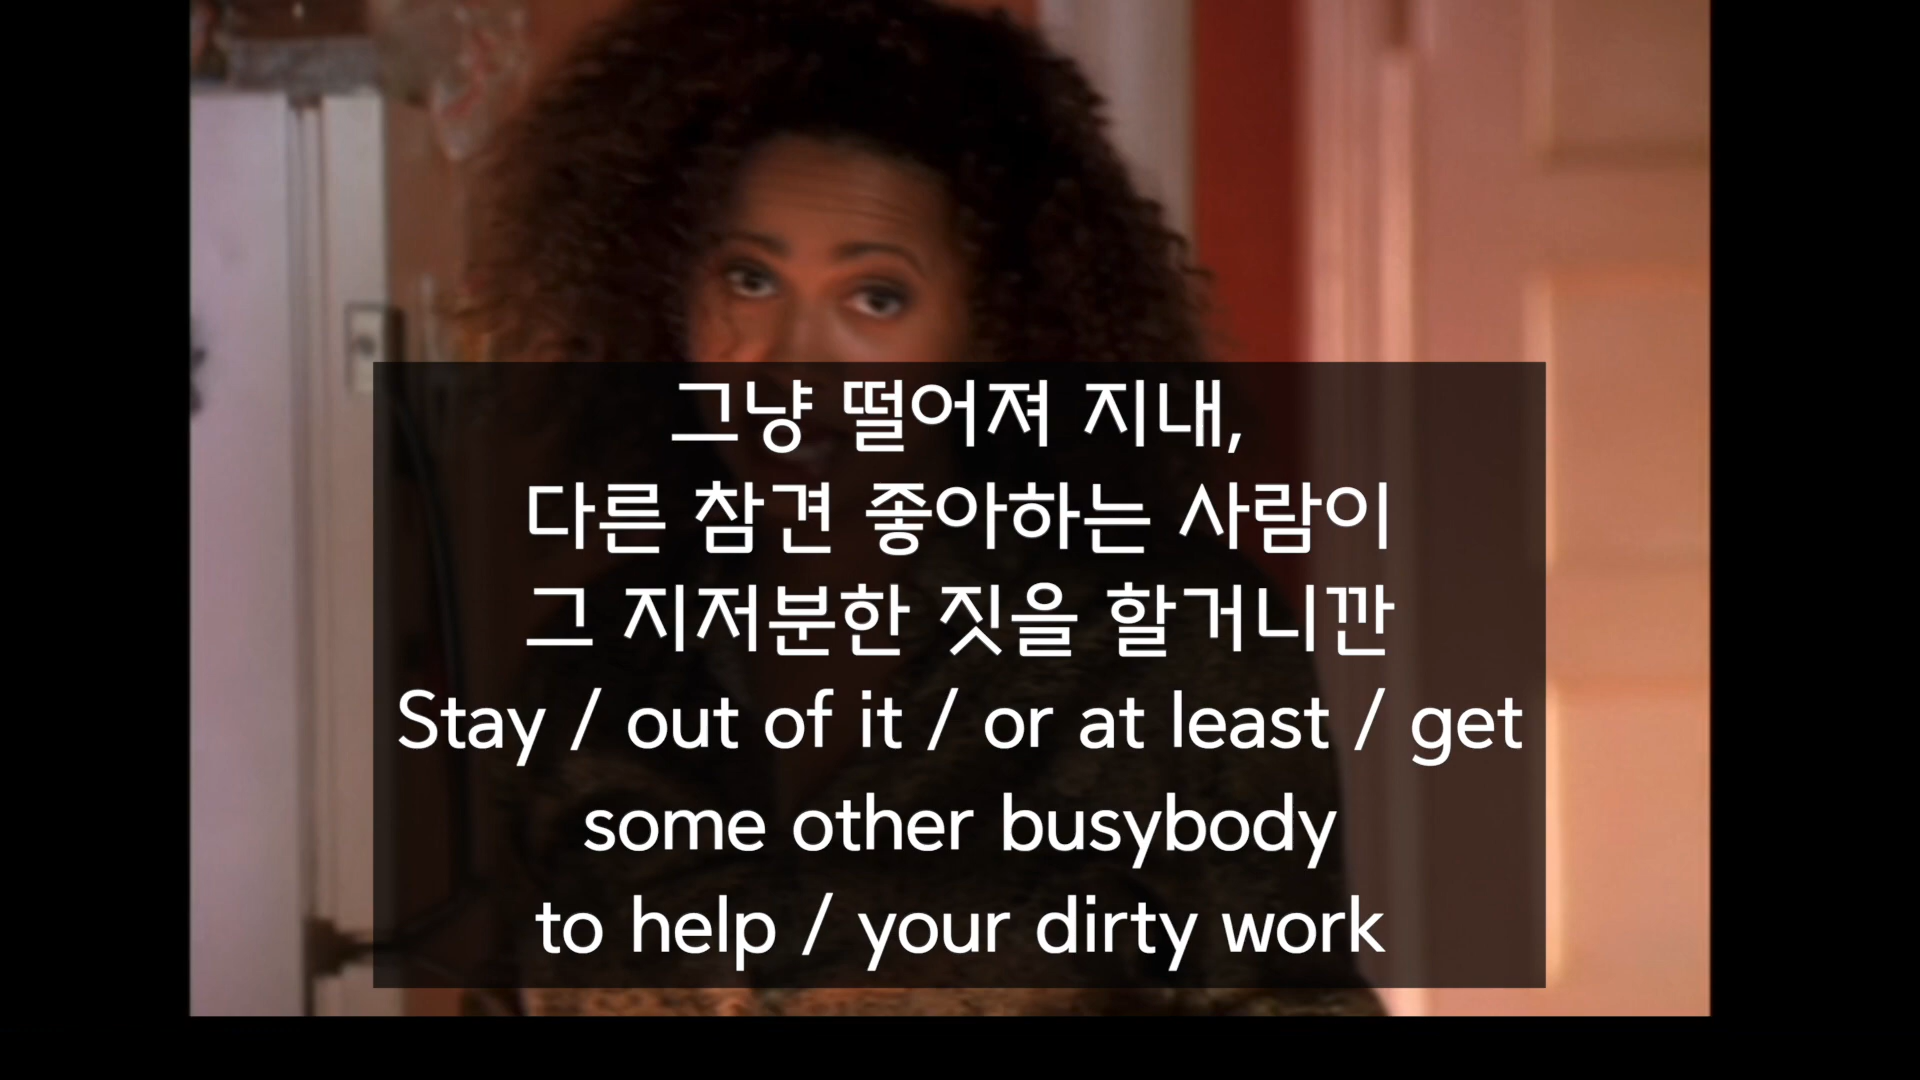 그냥 떨어져 지내,
다른 참견 좋아하는 사람이
그 지저분한 짓을 할거니깐
Stay / out of it / or at least / get
some other busybody
to help / your dirty work